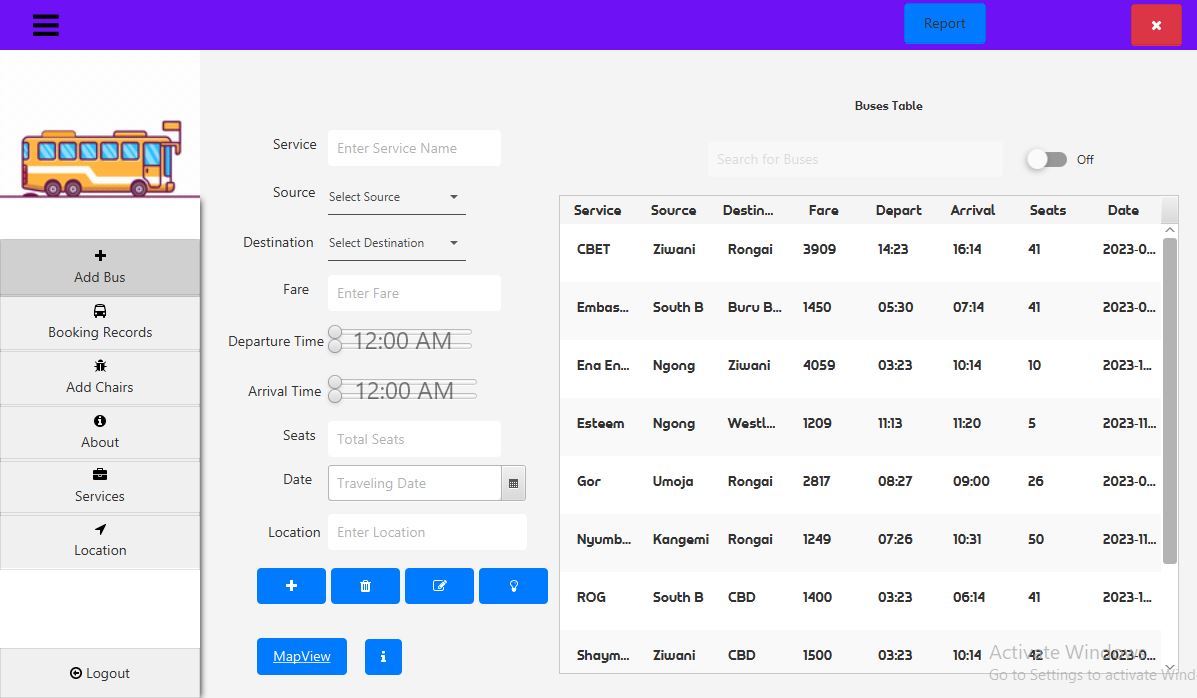 Report
Add Bus
Booking Records
Add Chairs
About
Services
Location
Logout
Service Enter Service Name
Source Select Source
Destination Select Destination
Fare Enter Fare
Departure Time 12:00 AM
Arrival Time 12:00 AM
Seats Total Seats
Date Traveling Date
Location Enter Location
MapView
Buses Table
Search for Buses Off
Service Source Destin... Fare Depart Arrival Seats Date
CBET Ziwani Rongai 3909 14:23 16:14 41 2023-0...
Embas... South B Buru B... 1450 05:30 07:14 41 2023-0...
Ena En... Ngong Ziwani 4059 03:23 10:14 10 2023-1...
Esteem Ngong Westl... 1209 11:13 11:20 5 2023-11...
Gor Umoja Rongai 2817 08:27 09:00 26 2023-0...
Nyumb... Kangemi Rongai 1249 07:26 10:31 50 2023-11...
ROG South B CBD 1400 03:23 06:14 41 2023-1...
Shaym... Ziwani CBD 1500 03:23 10:14 42 2023-0...
Activate Windows
Go to Settings to activate Wind